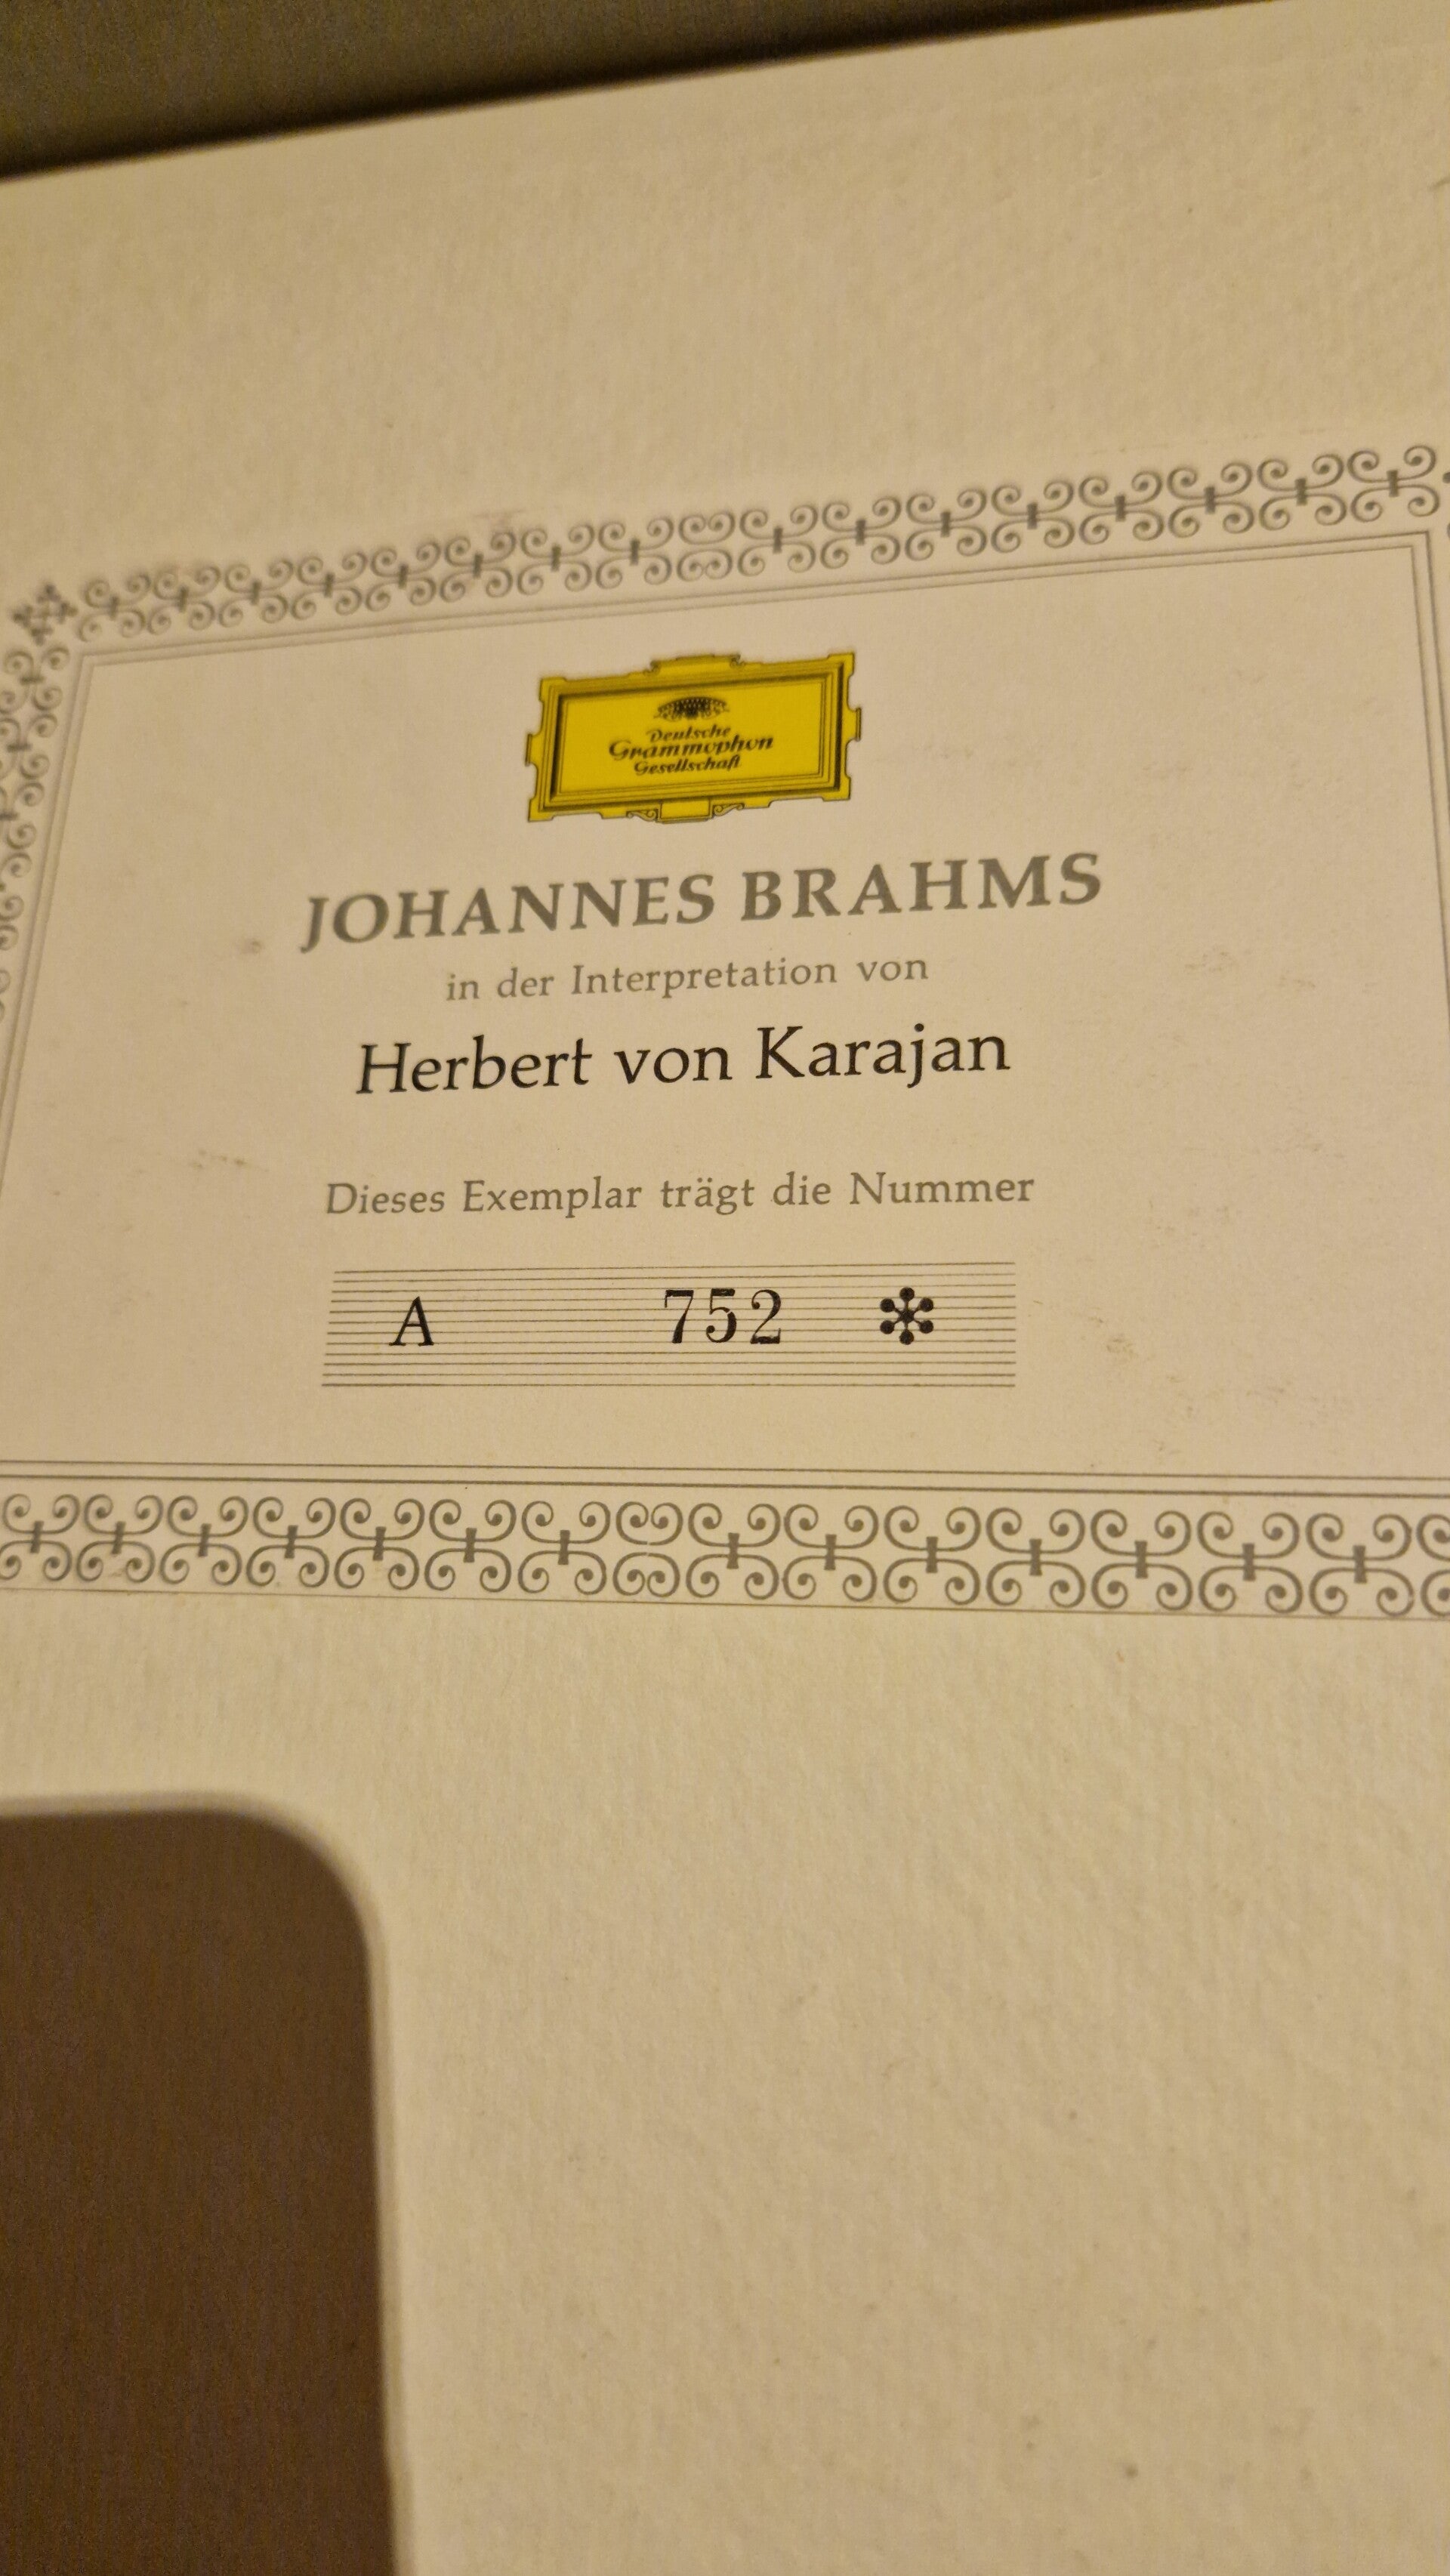 Deutsche
Grammophon
Gesellschaft
JOHANNES BRAHMS
in der Interpretation von
Herbert von Karajan
Dieses Exemplar trägt die Nummer
A 752 *